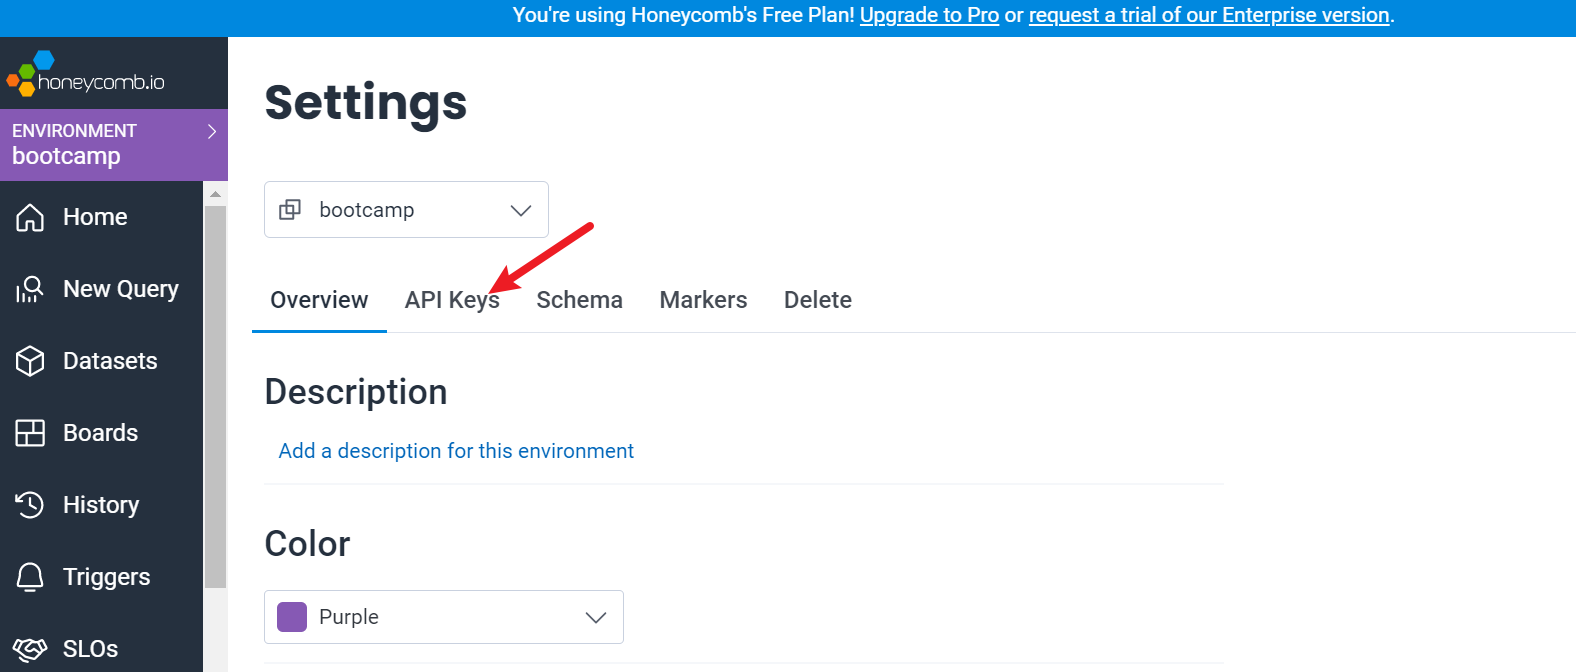 You're using Honeycomb's Free Plan! Upgrade to Pro or request a trial of our Enterprise version.
honeycomb.io
ENVIRONMENT
bootcamp
Home
New Query
Datasets
Boards
History
Triggers
SLOs
Settings
bootcamp
Overview API Keys Schema Markers Delete
Description
Add a description for this environment
Color
Purple